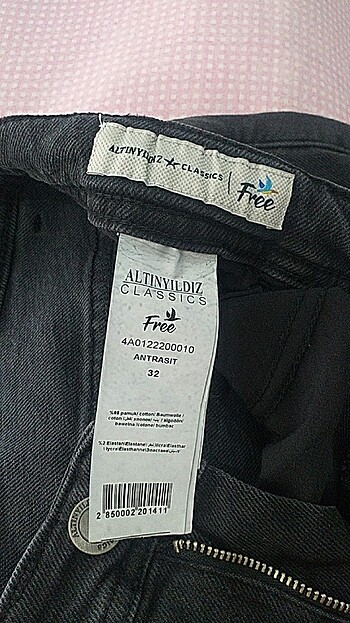 ALTINYILDIZ CLASSICS Free
ALTINYILDIZ
CLASSICS
Free
4A0122200010
ANTRASIT
32
%98 pamuk/ cotton/ Baumwolle /
bawelna /cotone/ bumbac
%2 Elastan/Elastane/
2 850002 201411